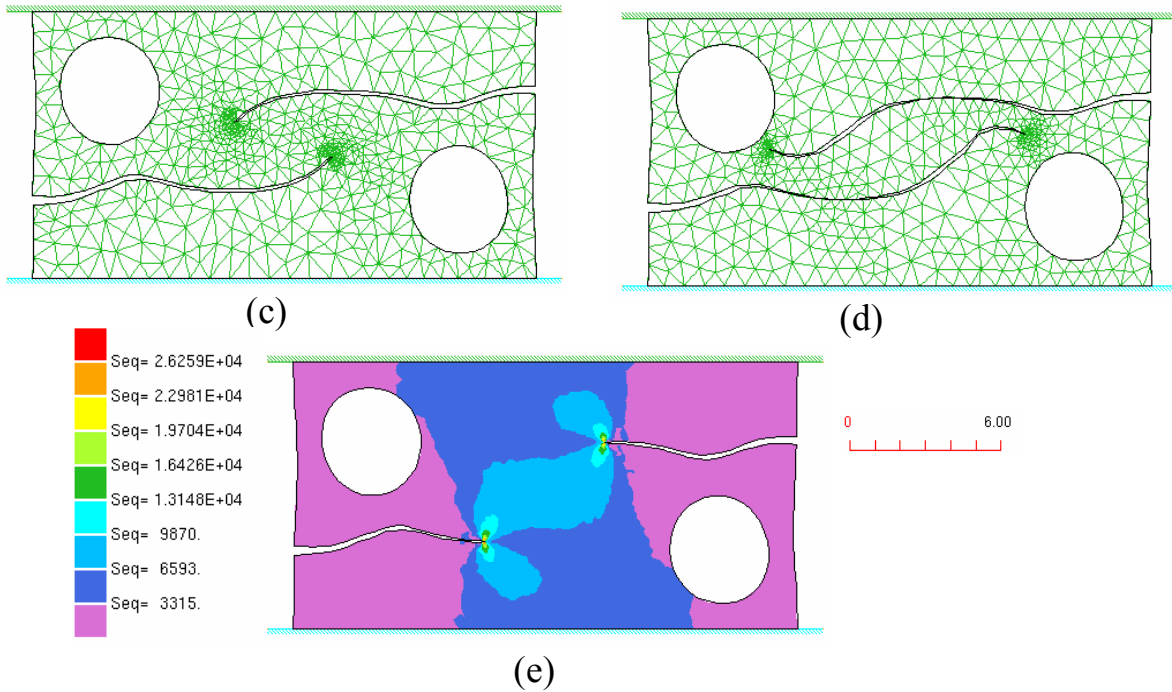 (c)
(d)
Seq= 2.6259E+04
Seq= 2.2981E+04
Seq= 1.9704E+04
Seq= 1.6426E+04
Seq= 1.3148E+04
Seq= 9870.
Seq= 6593.
Seq= 3315.
0 6.00
(e)